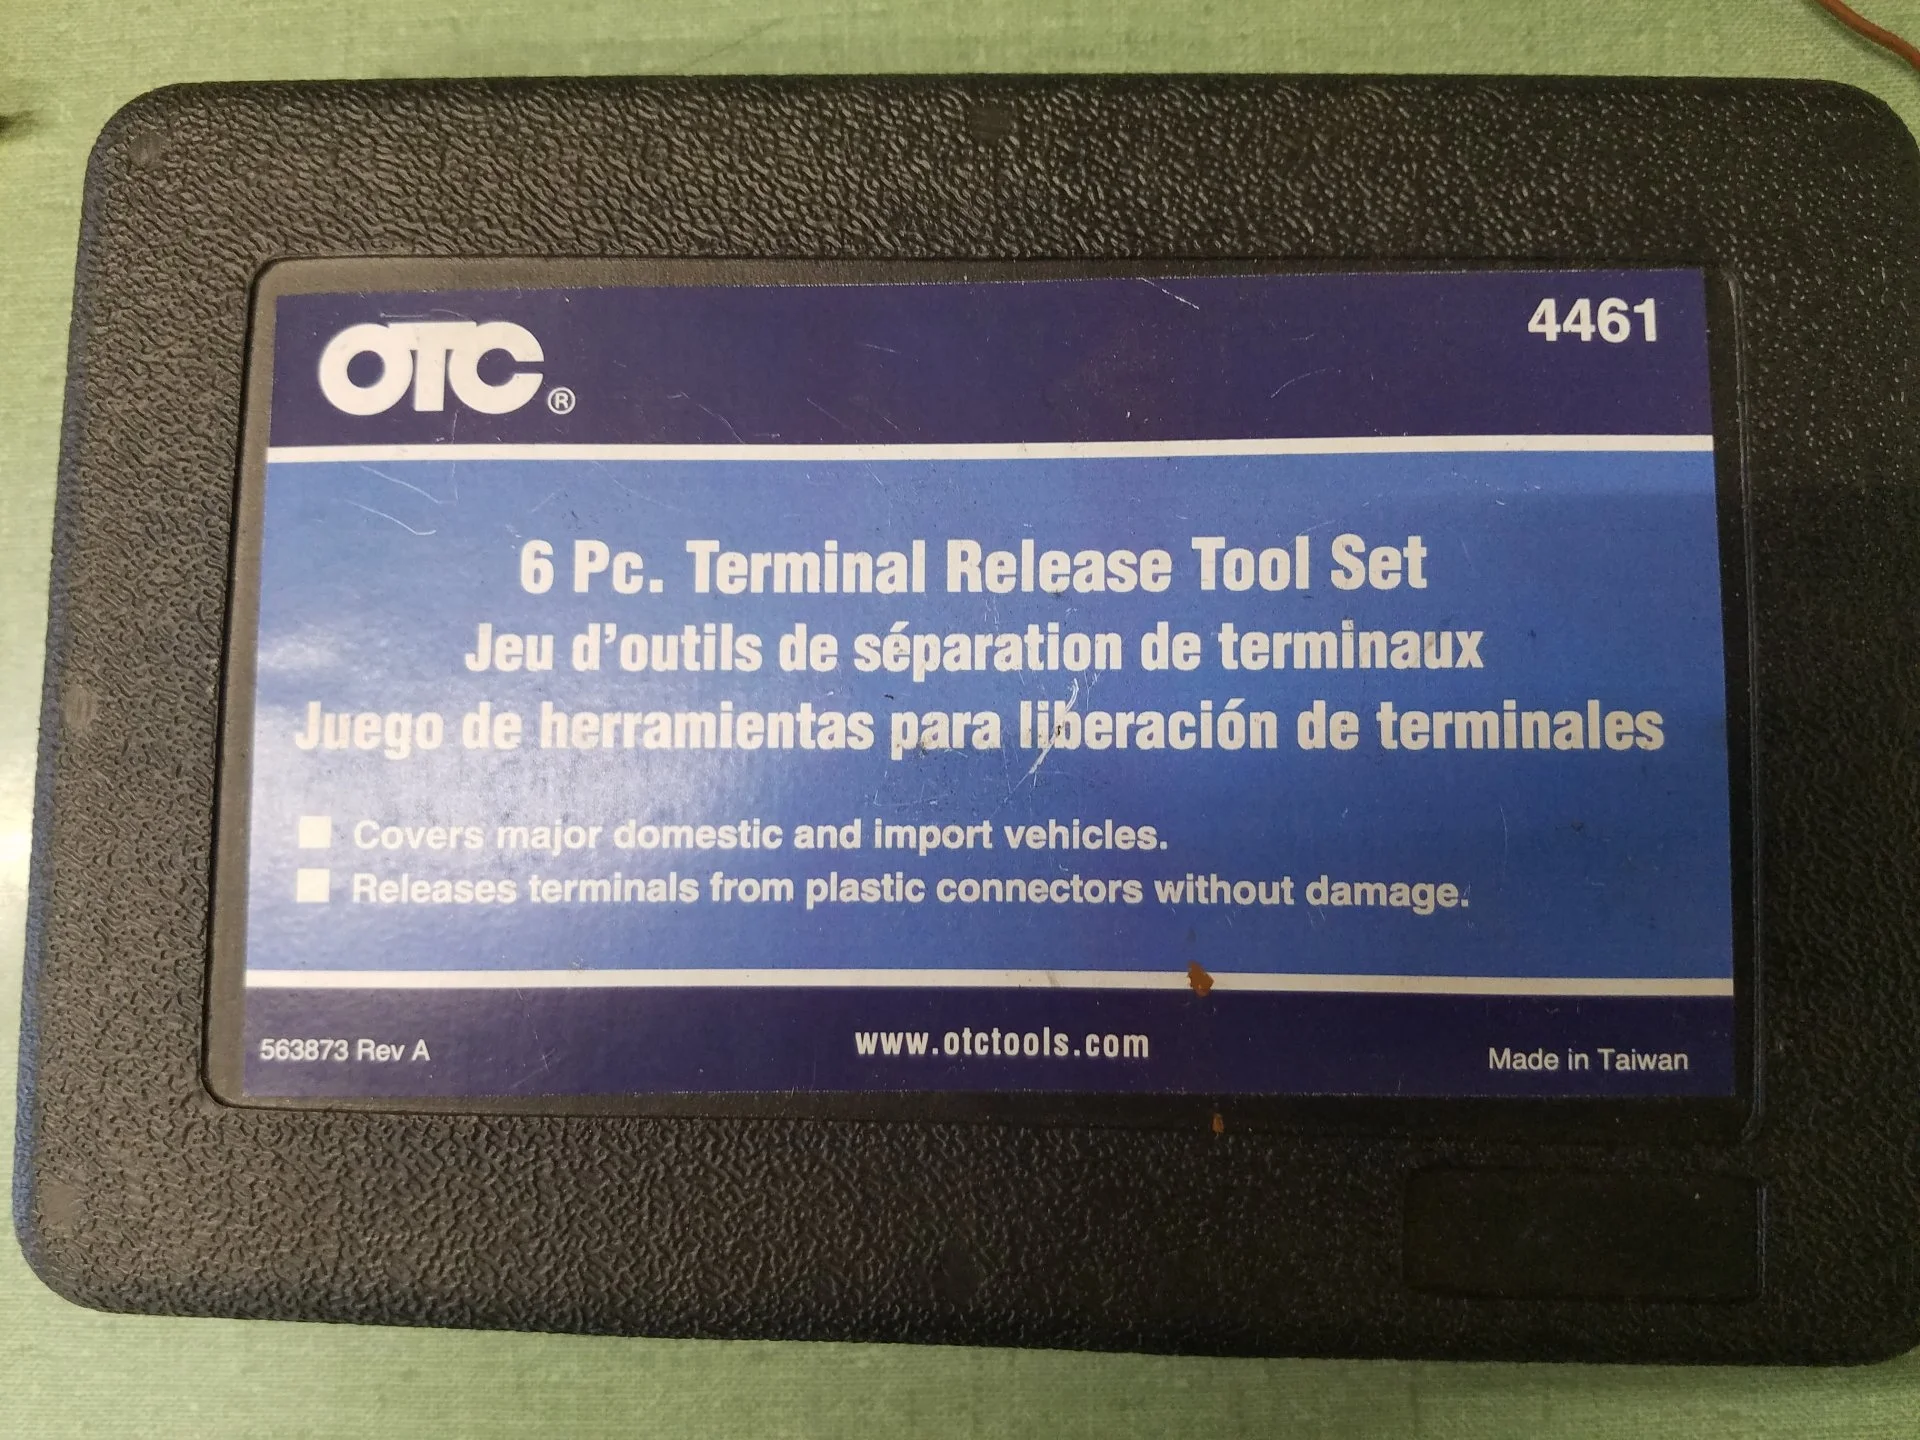 OTC®
4461
6 Pc. Terminal Release Tool Set
Jeu d'outils de séparation de terminaux
Juego de herramientas para liberación de terminales
Covers major domestic and import vehicles.
Releases terminals from plastic connectors without damage.
563873 Rev A
www.otctools.com
Made in Taiwan